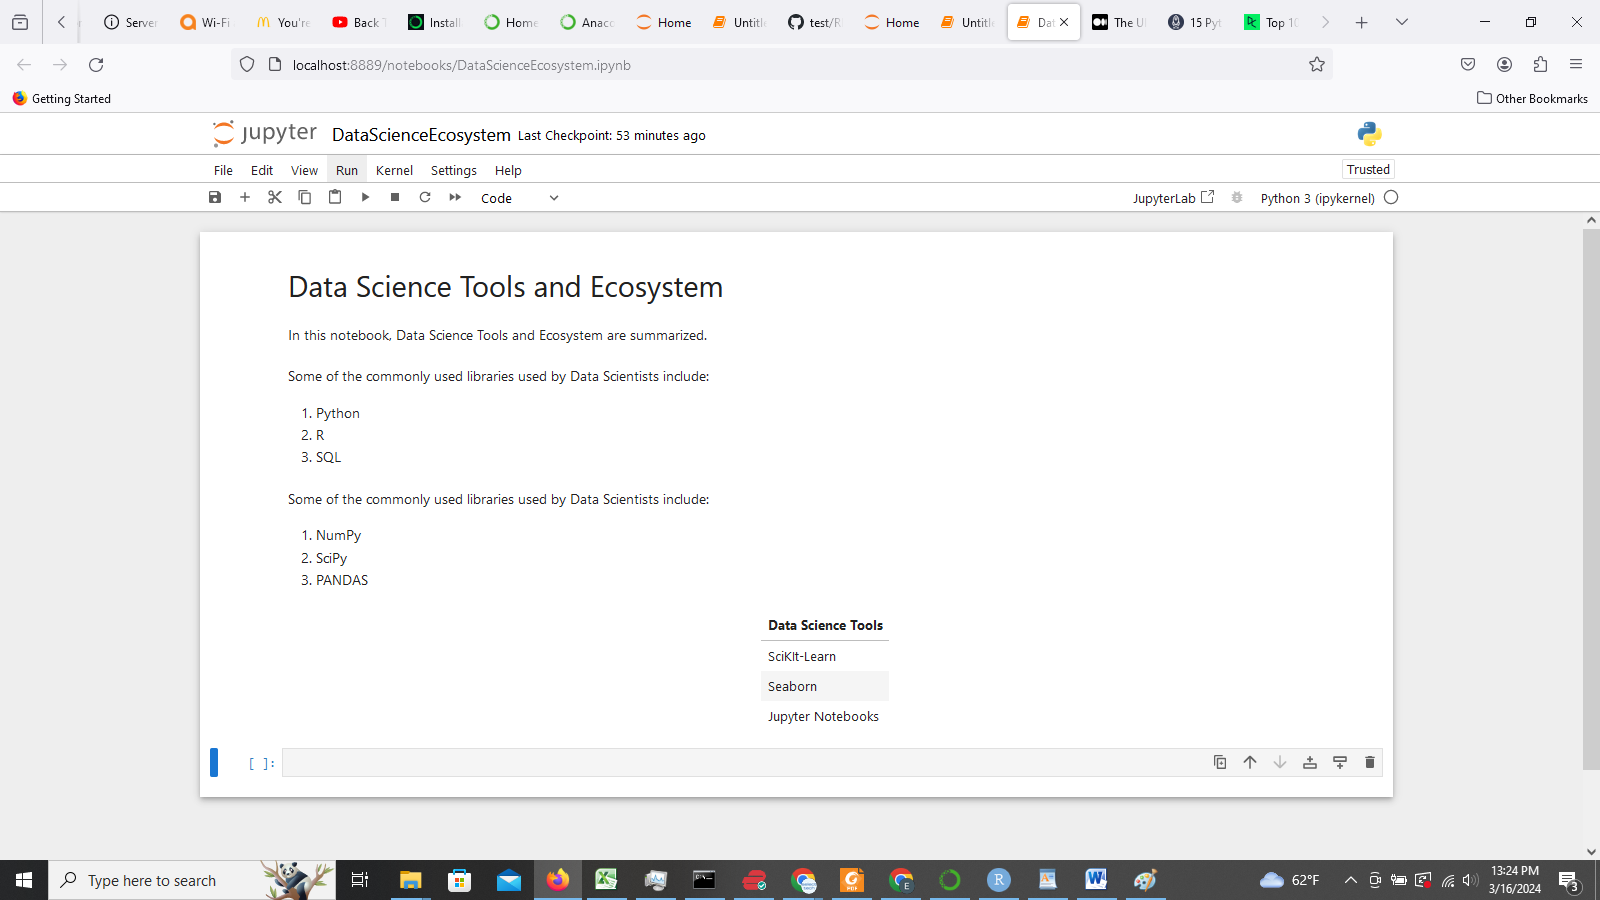 Server
Wi-Fi
You're
Back T
Install
Home
Anaco
Home
Untitle
test/R
Home
Untitle
Dat
The U
15 Pyt
Top 10
localhost:8889/notebooks/DataScienceEcosystem.ipynb
Getting Started
Other Bookmarks
jupyter
DataScienceEcosystem Last Checkpoint: 53 minutes ago
File Edit View Run Kernel Settings Help
Trusted
Code
JupyterLab
Python 3 (ipykernel)
Data Science Tools and Ecosystem
In this notebook, Data Science Tools and Ecosystem are summarized.
Some of the commonly used libraries used by Data Scientists include:
1. Python
2. R
3. SQL
Some of the commonly used libraries used by Data Scientists include:
1. NumPy
2. SciPy
3. PANDAS
Data Science Tools
SciKIt-Learn
Seaborn
Jupyter Notebooks
[ ]:
Type here to search
62°F
13:24 PM
3/16/2024
3